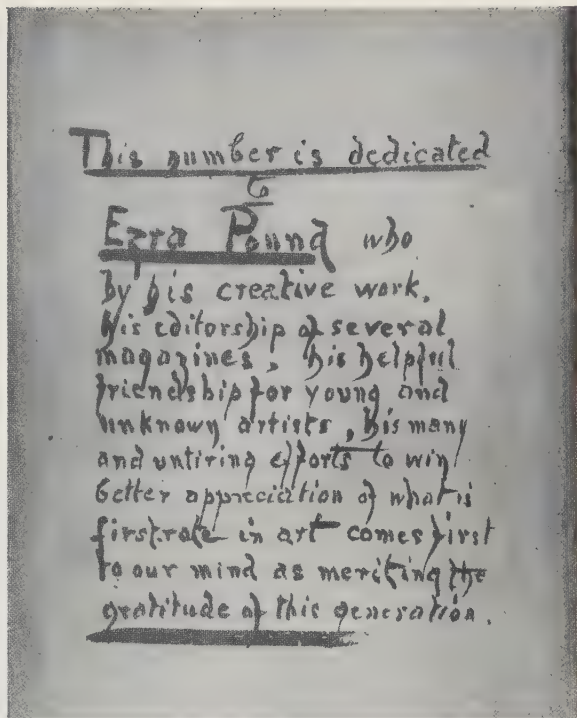 This number is dedicated
to
Ezra Pound who
by his creative work,
his editorship of several
magazines, his helpful
friendship for young and
unknown artists, his many
and untiring efforts to win
better appreciation of what is
firstrate in art comes first
to our mind as meriting the
gratitude of this generation.